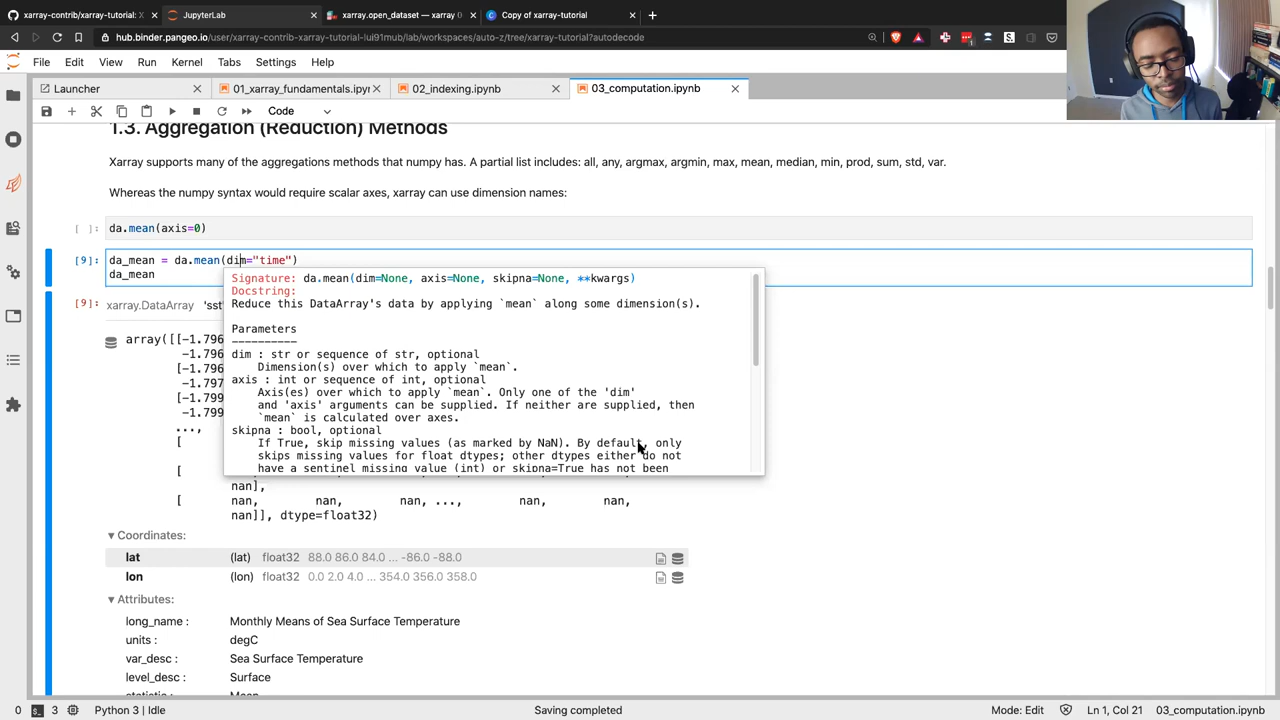 xarray-contrib/xarray-tutorial: X
JupyterLab
xarray.open_dataset — xarray 0
Copy of xarray-tutorial
hub.binder.pangeo.io/user/xarray-contrib-xarray-tutorial-lui91mub/lab/workspaces/auto-z/tree/xarray-tutorial?autodecode
File Edit View Run Kernel Tabs Settings Help
Launcher
01_xarray_fundamentals.ipyr
02_indexing.ipynb
03_computation.ipynb
Code
1.3. Aggregation (Reduction) Methods
Xarray supports many of the aggregations methods that numpy has. A partial list includes: all, any, argmax, argmin, max, mean, median, min, prod, sum, std, var.
Whereas the numpy syntax would require scalar axes, xarray can use dimension names:
[ ]: da.mean(axis=0)
[9]: da_mean = da.mean(dim="time")
da_mean
Signature: da.mean(dim=None, axis=None, skipna=None, **kwargs)
Docstring:
Reduce this DataArray's data by applying `mean` along some dimension(s).
Parameters
----------
dim : str or sequence of str, optional
Dimension(s) over which to apply `mean`.
axis : int or sequence of int, optional
Axis(es) over which to apply `mean`. Only one of the 'dim'
and 'axis' arguments can be supplied. If neither are supplied, then
`mean` is calculated over axes.
skipna : bool, optional
If True, skip missing values (as marked by NaN). By default, only
skips missing values for float dtypes; other dtypes either do not
have a sentinel missing value (int) or skipna=True has not been
[9]: xarray.DataArray 'sst'
array([[-1.796
-1.796
[-1.796
-1.797
[-1.799
-1.799
...,
[
[
nan],
[ nan, nan, nan, ..., nan, nan,
nan]], dtype=float32)
Coordinates:
lat (lat) float32 88.0 86.0 84.0 ... -86.0 -88.0
lon (lon) float32 0.0 2.0 4.0 ... 354.0 356.0 358.0
Attributes:
long_name : Monthly Means of Sea Surface Temperature
units : degC
var_desc : Sea Surface Temperature
level_desc : Surface
statistic : Mean
0 3 Python 3 | Idle Saving completed Mode: Edit Ln 1, Col 21 03_computation.ipynb